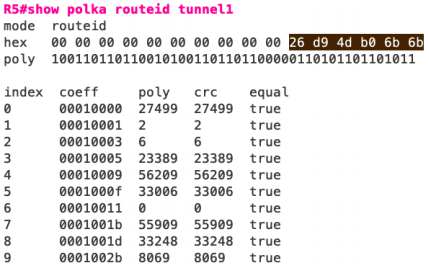 R5#show polka routeid tunnel1
mode  routeid
hex   00 00 00 00 00 00 00 00 00 00 26 d9 4d b0 6b 6b
poly  100110110110010100110110110000011010110110101​1
index  coeff     poly   crc    equal
0      00010000  27499  27499  true
1      00010001  2      2      true
2      00010003  6      6      true
3      00010005  23389  23389  true
4      00010009  56209  56209  true
5      0001000f  33006  33006  true
6      00010011  0      0      true
7      0001001b  55909  55909  true
8      0001001d  33248  33248  true
9      0001002b  8069   8069   true